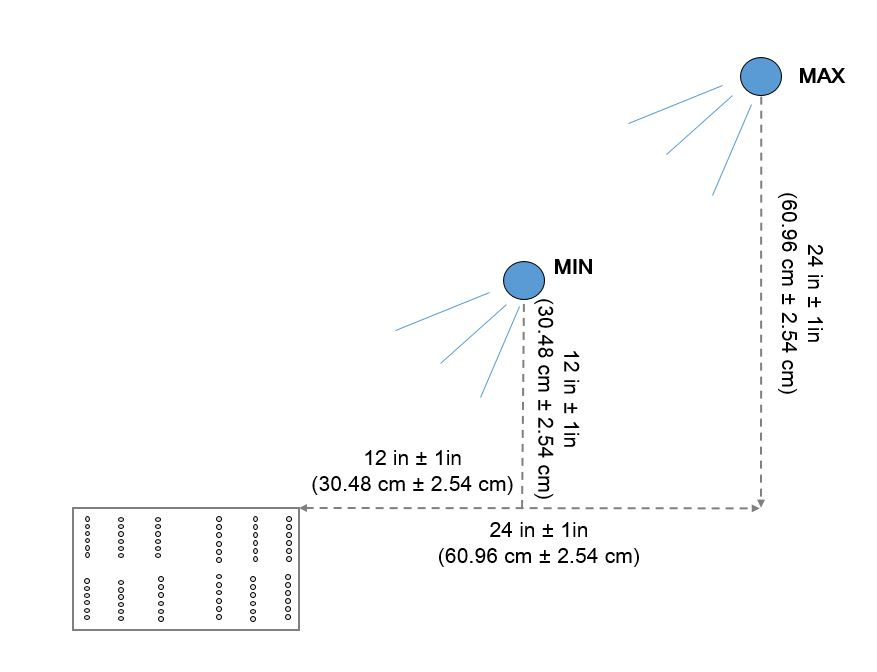 MAX
24 in ± 1in
(60.96 cm ± 2.54 cm)
MIN
12 in ± 1in
(30.48 cm ± 2.54 cm)
12 in ± 1in
(30.48 cm ± 2.54 cm)
24 in ± 1in
(60.96 cm ± 2.54 cm)